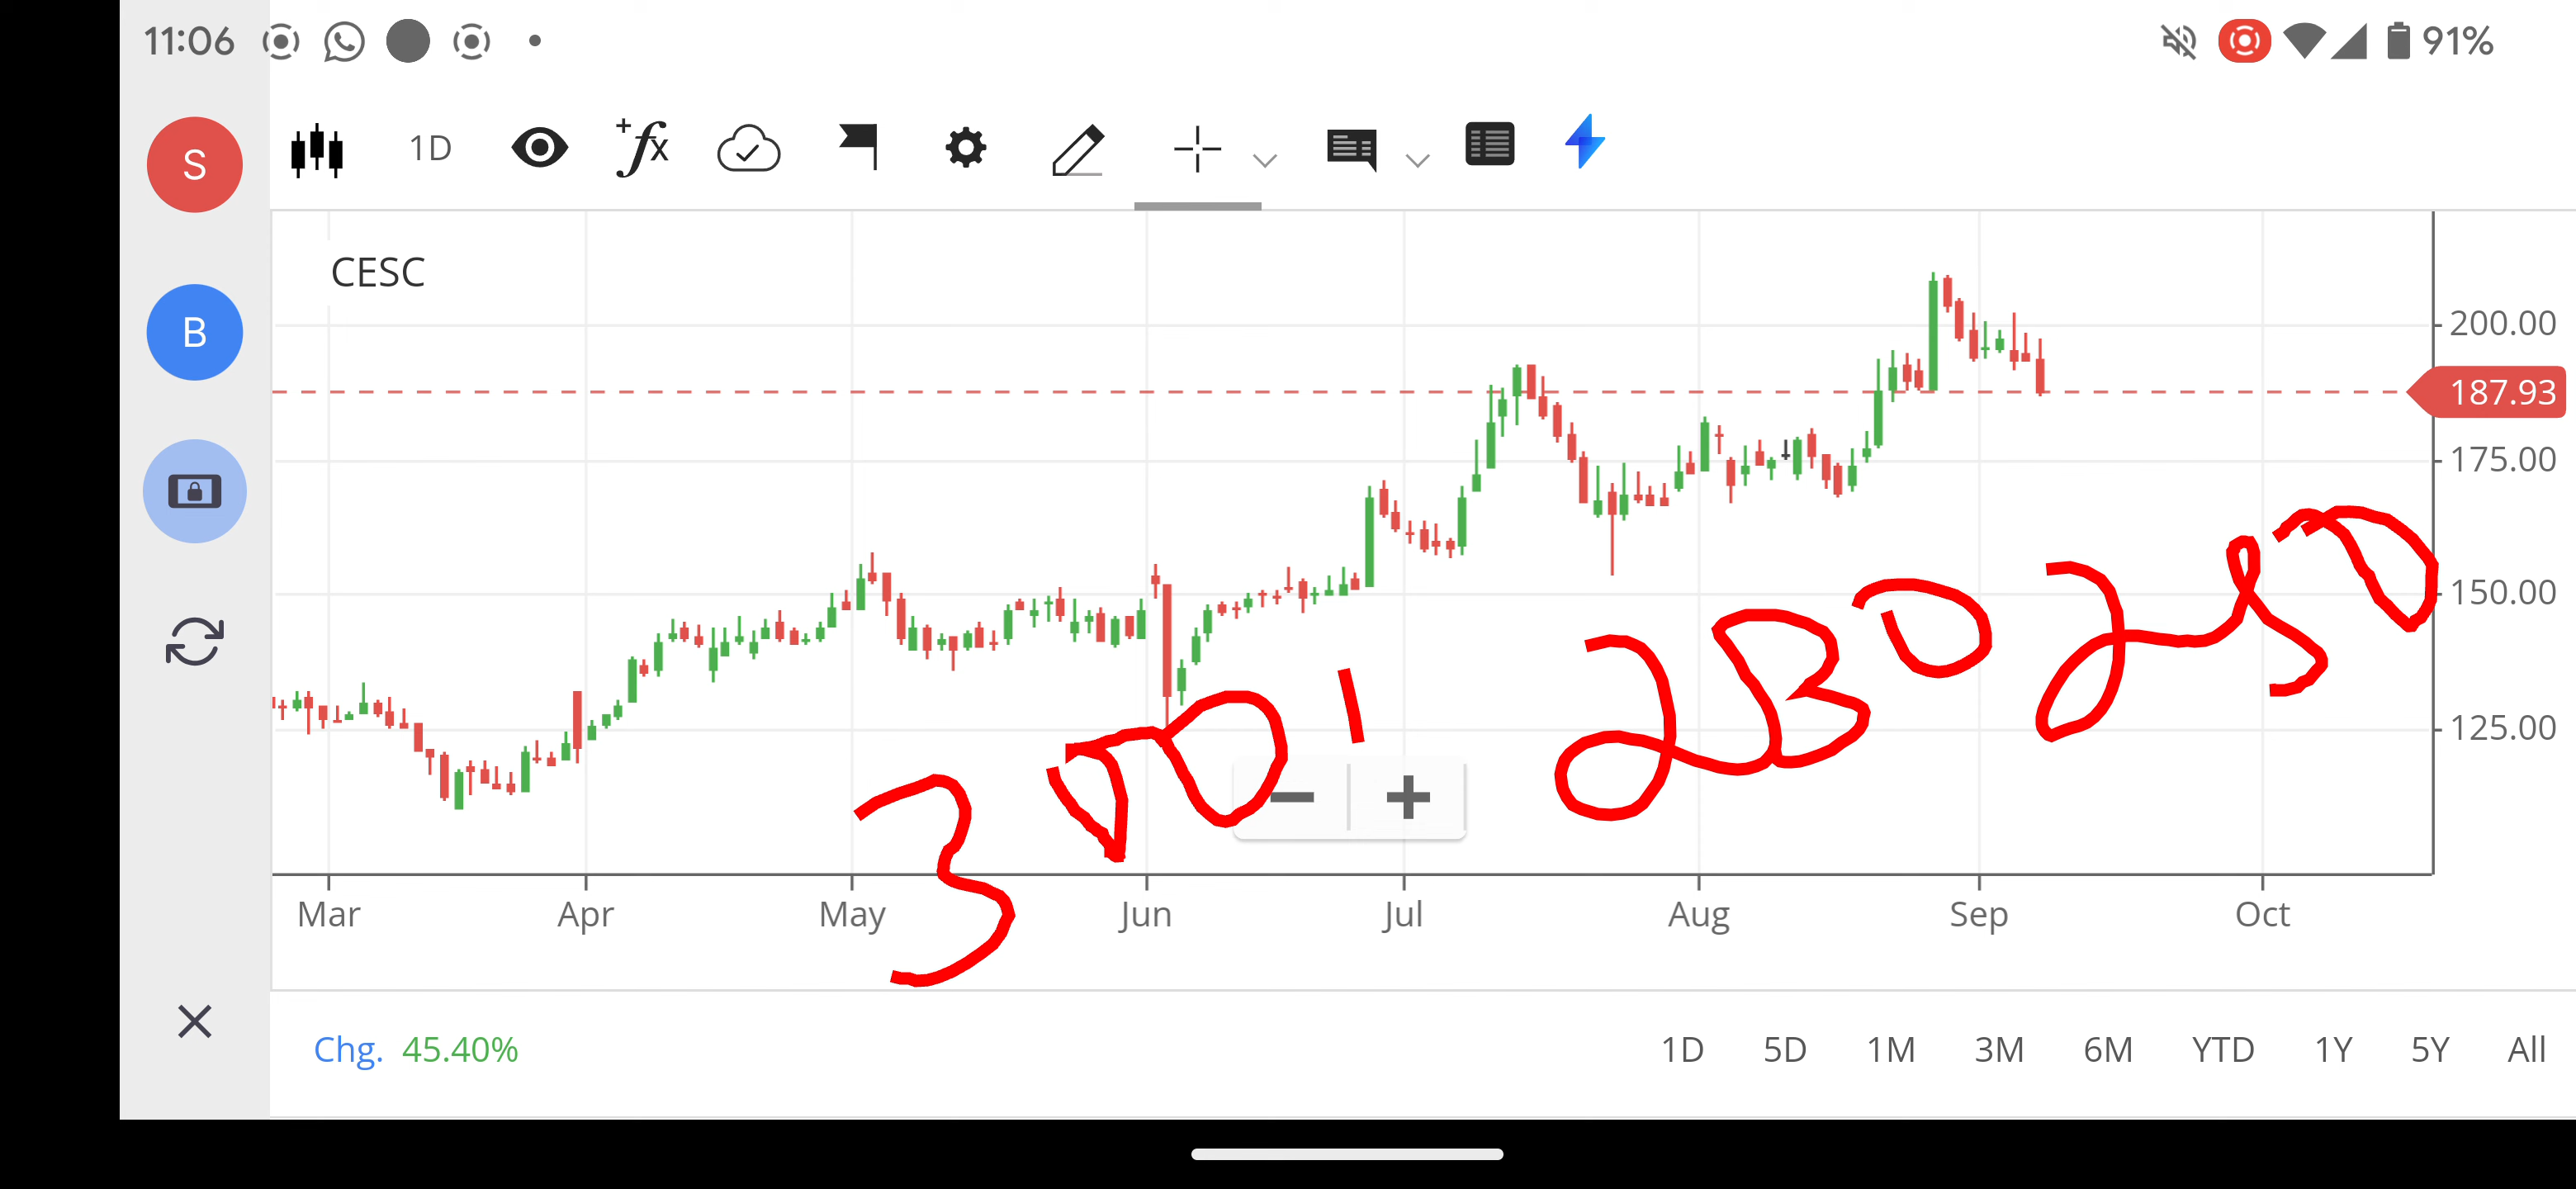 11:06 91%
S 1D
CESC
B
200.00
187.93
175.00
150.00
125.00
300' 230 250
Mar Apr May Jun Jul Aug Sep Oct
Chg. 45.40% 1D 5D 1M 3M 6M YTD 1Y 5Y All